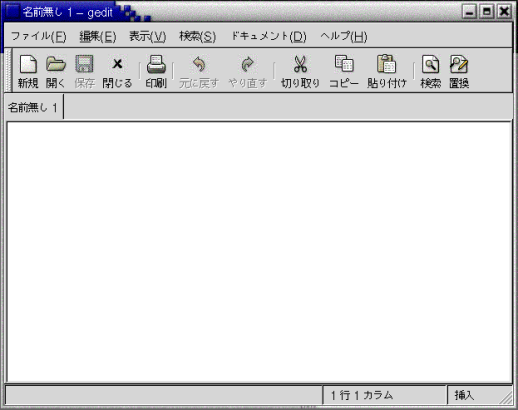 名前無し 1 – gedit
ファイル(F) 編集(E) 表示(V) 検索(S) ドキュメント(D) ヘルプ(H)
新規 開く 保存 閉じる 印刷 元に戻す やり直す 切り取り コピー 貼り付け 検索 置換
名前無し 1
1 行 1 カラム 挿入